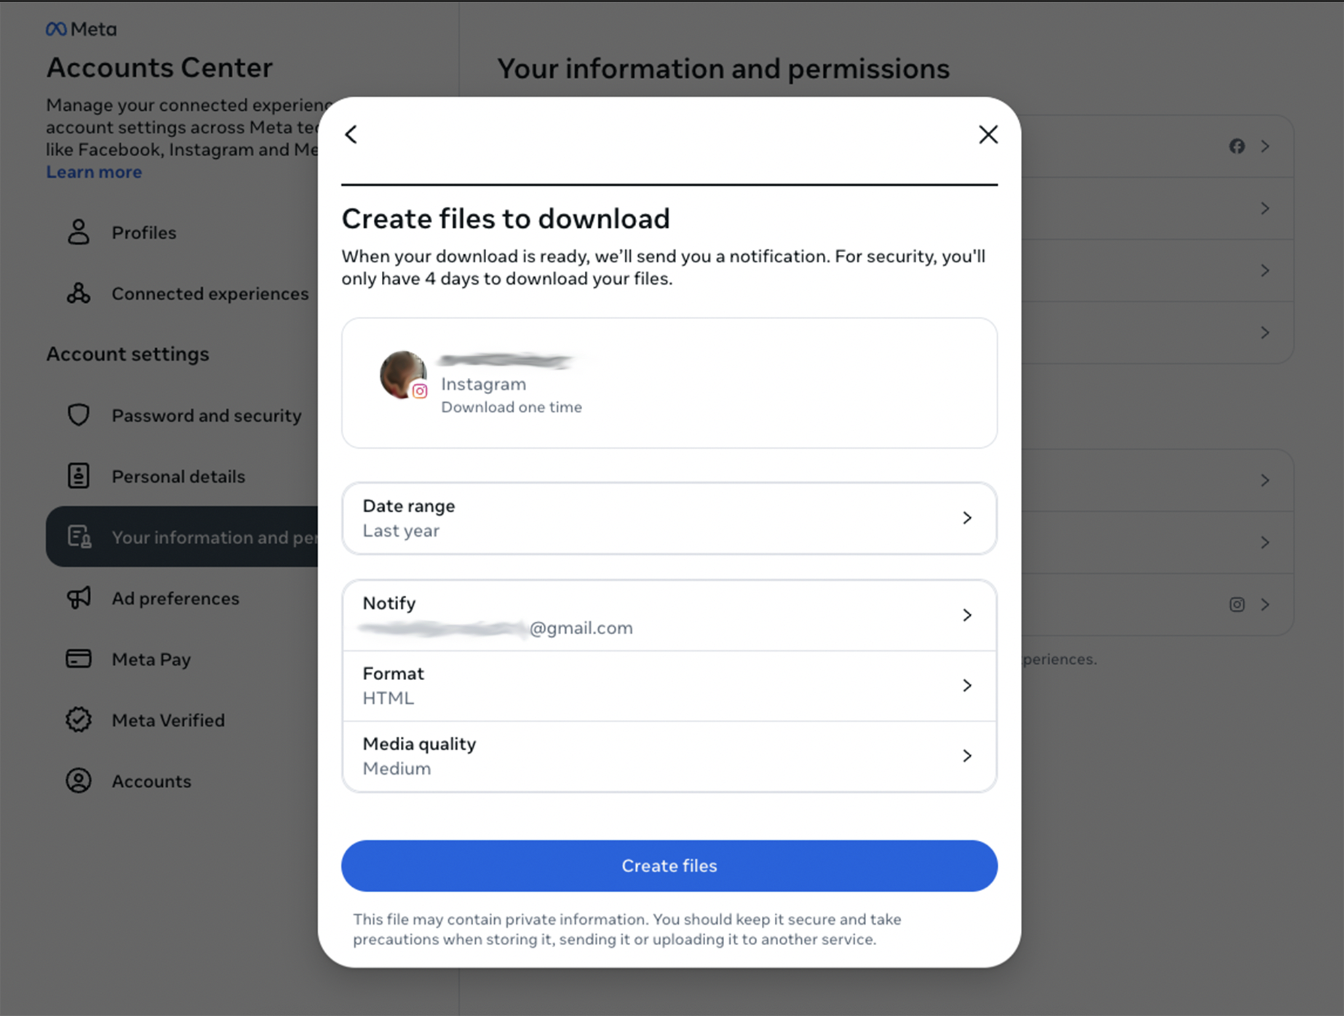 Meta
Accounts Center
Manage your connected experien
account settings across Meta te
like Facebook, Instagram and Me
Learn more
Profiles
Connected experiences
Account settings
Password and security
Personal details
Your information and per
Ad preferences
Meta Pay
Meta Verified
Accounts
Your information and permissions
periences.
Create files to download
When your download is ready, we’ll send you a notification. For security, you'll
only have 4 days to download your files.
Instagram
Download one time
Date range
Last year
Notify
@gmail.com
Format
HTML
Media quality
Medium
Create files
This file may contain private information. You should keep it secure and take
precautions when storing it, sending it or uploading it to another service.